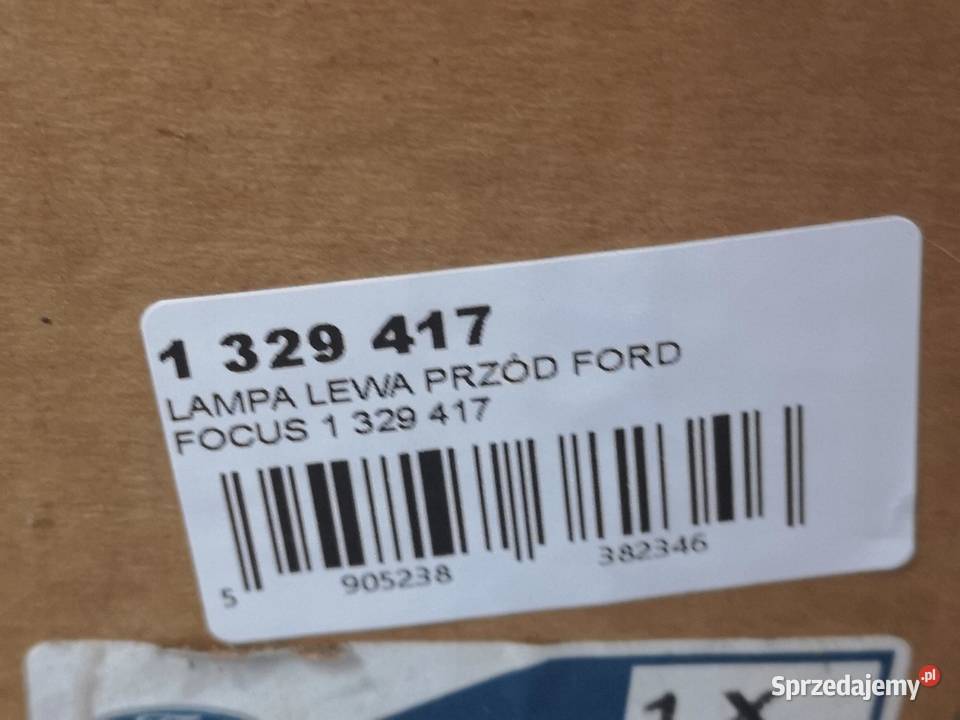 1 329 417
LAMPA LEWA PRZÓD FORD
FOCUS 1 329 417
5 905238 382346
1 X
Sprzedajemy.pl